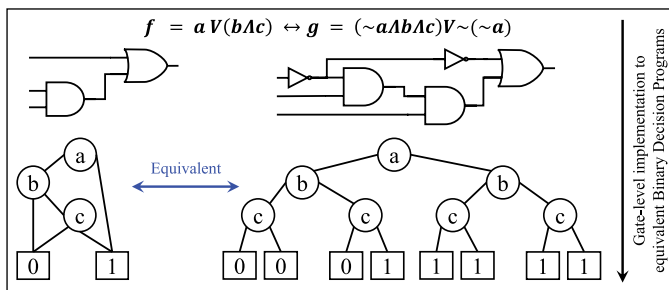 f = a V(bΛc) ↔ g = (~aΛbΛc)V~(~a)
Gate-level implementation to
equivalent Binary Decision Programs
a
b
c
Equivalent
0 1
a
b b
c c c c
0 0 0 1 1 1 1 1